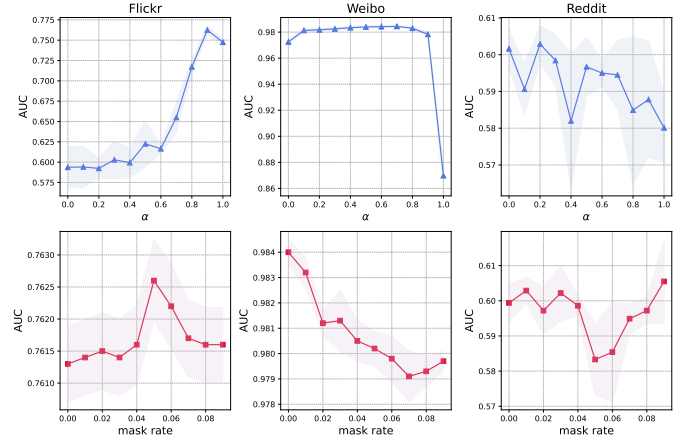 Flickr
Weibo
Reddit
AUC
0.775
0.750
0.725
0.700
0.675
0.650
0.625
0.600
0.575
0.0 0.2 0.4 0.6 0.8 1.0
α
AUC
0.98
0.96
0.94
0.92
0.90
0.88
0.86
0.0 0.2 0.4 0.6 0.8 1.0
α
AUC
0.61
0.60
0.59
0.58
0.57
0.0 0.2 0.4 0.6 0.8 1.0
α
AUC
0.7630
0.7625
0.7620
0.7615
0.7610
0.00 0.02 0.04 0.06 0.08
mask rate
AUC
0.984
0.983
0.982
0.981
0.980
0.979
0.978
0.00 0.02 0.04 0.06 0.08
mask rate
AUC
0.61
0.60
0.59
0.58
0.57
0.00 0.02 0.04 0.06 0.08
mask rate